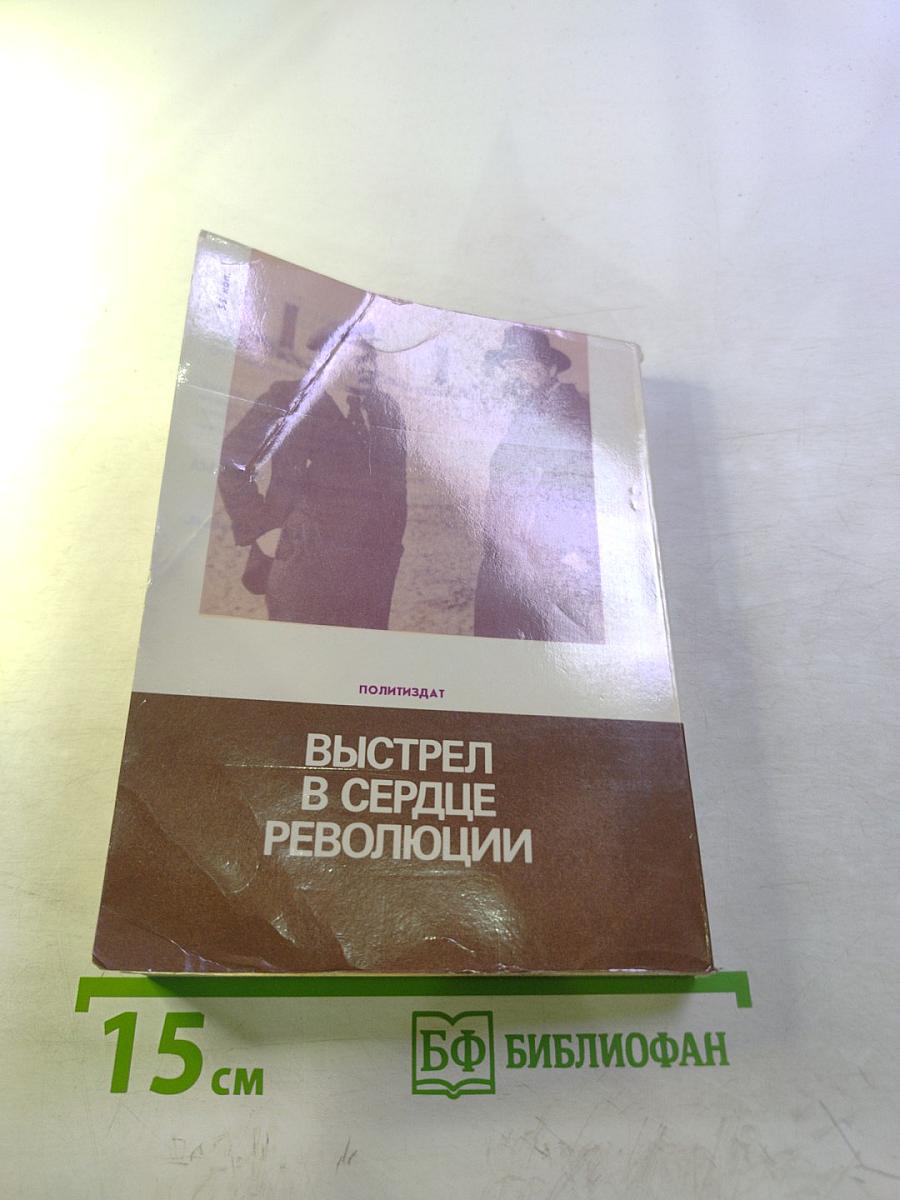 ПОЛИТИЗДАТ
ВЫСТРЕЛ
В СЕРДЦЕ
РЕВОЛЮЦИИ
15 см
БФ БИБЛИОФАН